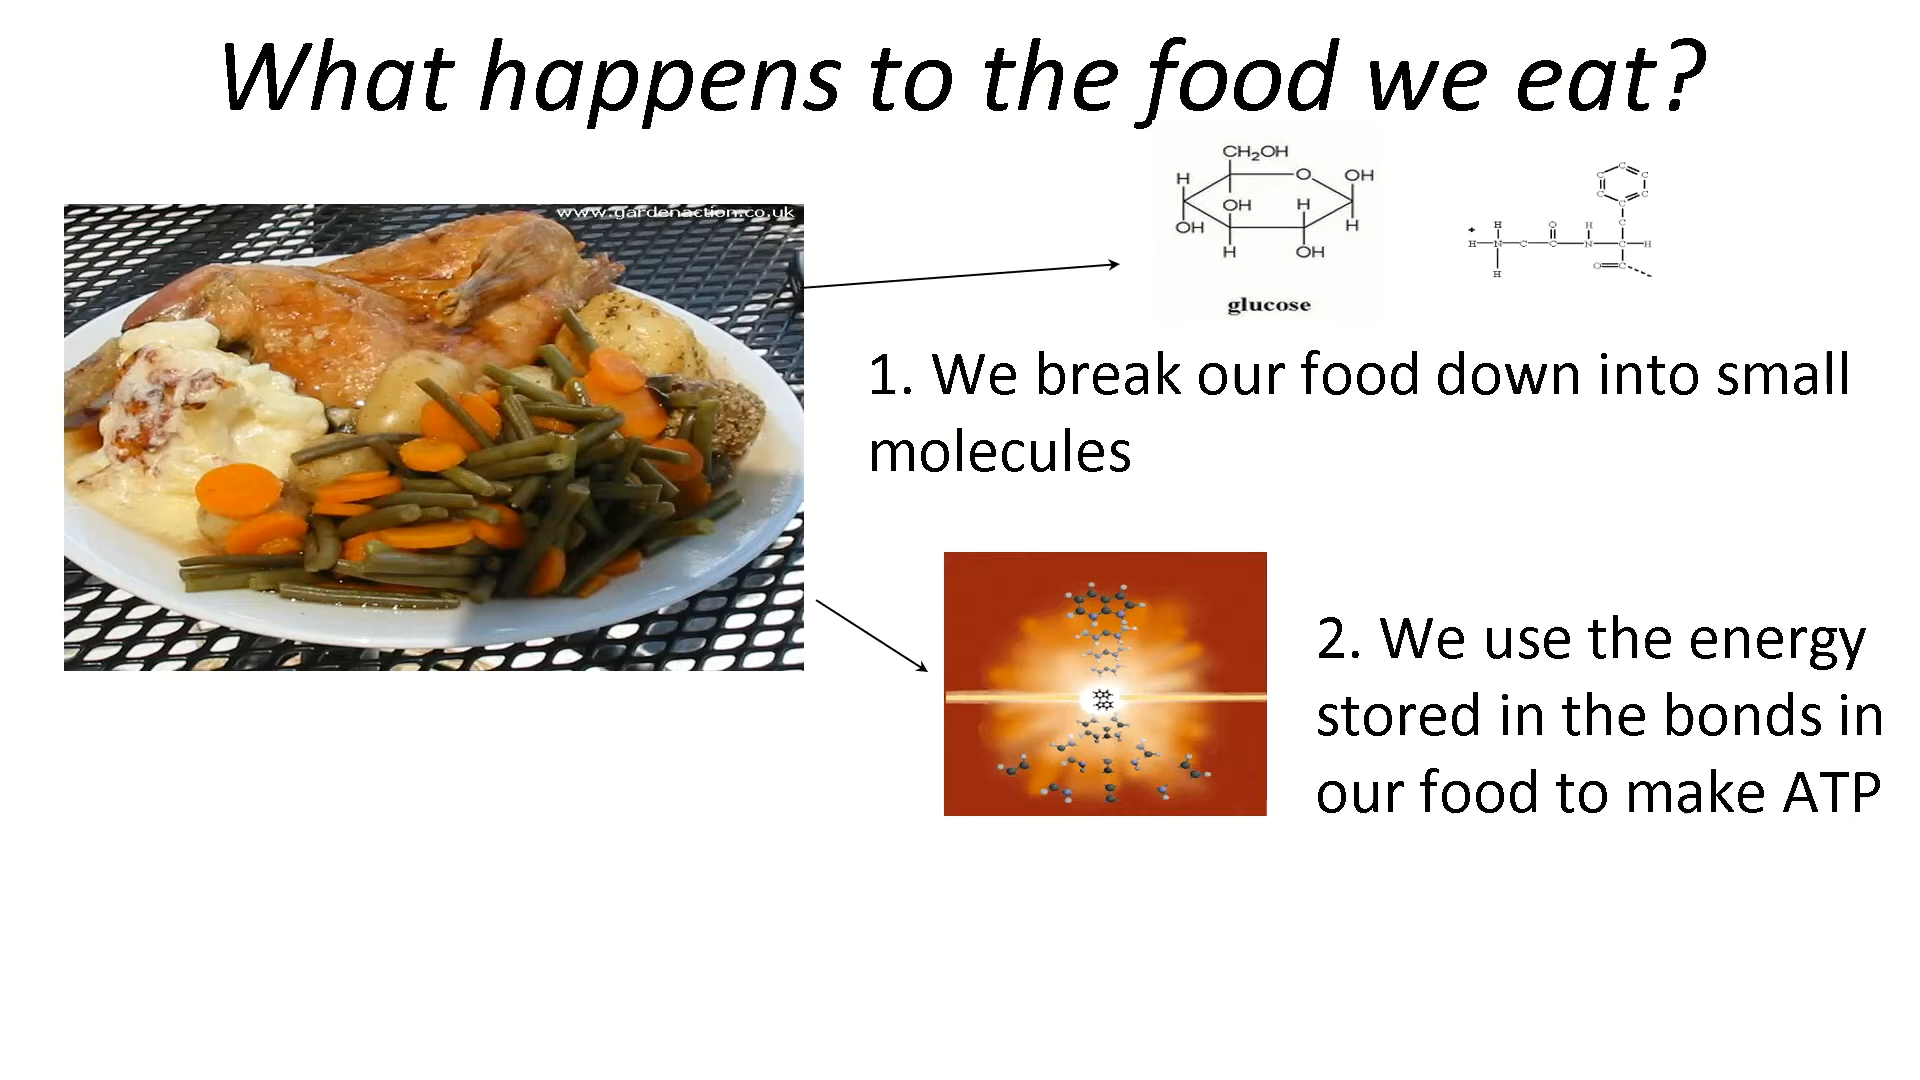 What happens to the food we eat?
www.gardenaction.co.uk
CH₂OH
H
O
OH
OH
H
OH
H
H
OH
glucose
C
C
C
C
C
C
C
H
O
H
H
N
C
C
N
C
H
H
O
C
+
1. We break our food down into small
molecules
2. We use the energy
stored in the bonds in
our food to make ATP